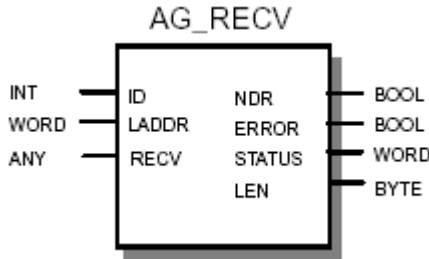 AG_RECV
INT ID NDR BOOL
WORD LADDR ERROR BOOL
ANY RECV STATUS WORD
LEN BYTE